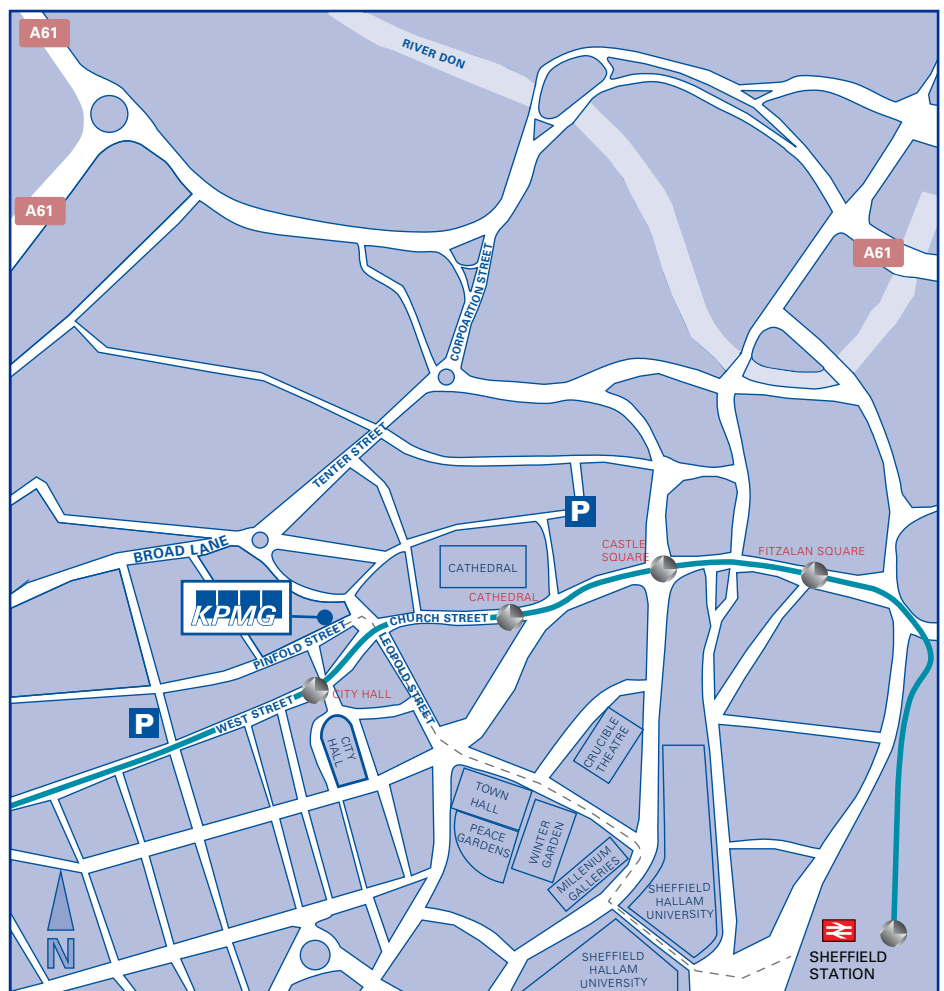 A61
RIVER DON
A61
A61
CORPOARTION STREET
TENTER STREET
P
BROAD LANE
CASTLE
SQUARE
FITZALAN SQUARE
CATHEDRAL
CATHEDRAL
KPMG
CHURCH STREET
PINFOLD STREET
LEOPOLD STREET
CITY HALL
WEST STREET
P
CITY
HALL
CRUCIBLE
THEATRE
TOWN
HALL
PEACE
GARDENS
WINTER
GARDEN
MILLENIUM
GALLERIES
SHEFFIELD
HALLAM
UNIVERSITY
N
SHEFFIELD
STATION
SHEFFIELD
HALLAM
UNIVERSITY